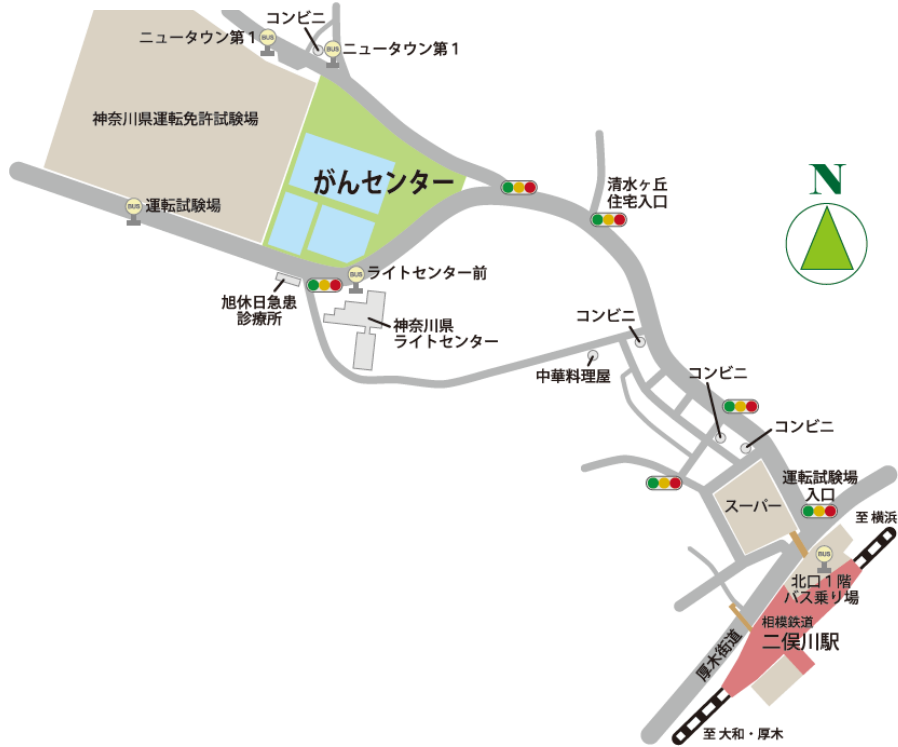 コンビニ
ニュータウン第1
BUS
BUS
ニュータウン第1
神奈川県運転免許試験場
がんセンター
清水ヶ丘
住宅入口
N
BUS
運転試験場
BUS
ライトセンター前
旭休日急患
診療所
神奈川県
ライトセンター
コンビニ
中華料理屋
コンビニ
コンビニ
運転試験場
入口
スーパー
至 横浜
BUS
北口1階
バス乗り場
相模鉄道
二俣川駅
厚木街道
至 大和・厚木